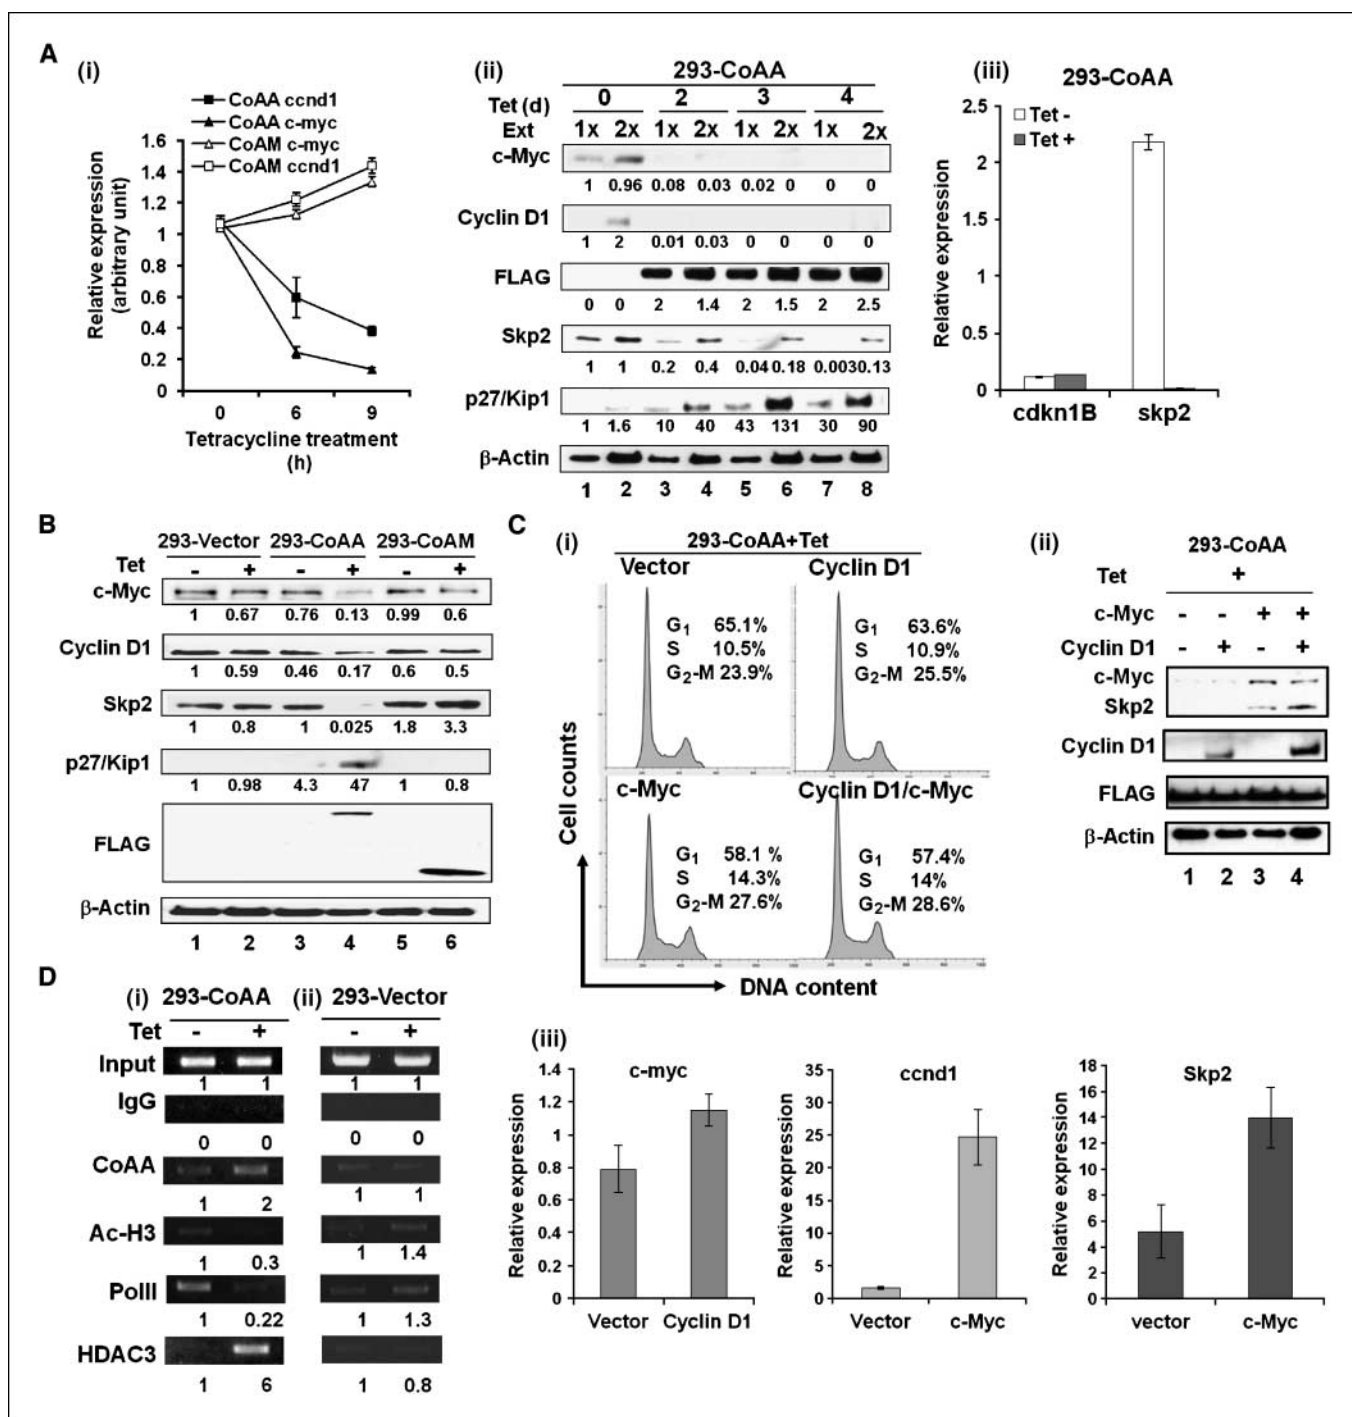 A
(i)
CoAA ccnd1
CoAA c-myc
CoAM c-myc
CoAM ccnd1
1.6
1.4
1.2
1
0.8
0.6
0.4
0.2
0
Relative expression
(arbitrary unit)
0 6 9
Tetracycline treatment
(h)
(ii)
293-CoAA
Tet (d) 0 2 3 4
Ext 1x 2x 1x 2x 1x 2x 1x 2x
c-Myc
1 0.96 0.08 0.03 0.02 0 0 0
Cyclin D1
1 2 0.01 0.03 0 0 0 0
FLAG
0 0 2 1.4 2 1.5 2 2.5
Skp2
1 1 0.2 0.4 0.04 0.18 0.0030.13
p27/Kip1
1 1.6 10 40 43 131 30 90
β-Actin
1 2 3 4 5 6 7 8
(iii)
293-CoAA
Tet -
Tet +
2.5
2
1.5
1
0.5
0
Relative expression
cdkn1B skp2
B
293-Vector 293-CoAA 293-CoAM
Tet - + - + - +
c-Myc
1 0.67 0.76 0.13 0.99 0.6
Cyclin D1
1 0.59 0.46 0.17 0.6 0.5
Skp2
1 0.8 1 0.025 1.8 3.3
p27/Kip1
1 0.98 4.3 47 1 0.8
FLAG
β-Actin
1 2 3 4 5 6
C
(i)
293-CoAA+Tet
Vector
G1 65.1%
S 10.5%
G2-M 23.9%
Cyclin D1
G1 63.6%
S 10.9%
G2-M 25.5%
c-Myc
G1 58.1 %
S 14.3%
G2-M 27.6%
Cyclin D1/c-Myc
G1 57.4%
S 14%
G2-M 28.6%
Cell counts
DNA content
(ii)
293-CoAA
Tet +
c-Myc - - + +
Cyclin D1 - + - +
c-Myc
Skp2
Cyclin D1
FLAG
β-Actin
1 2 3 4
(iii)
c-myc
1.4
1.2
1
0.8
0.6
0.4
0.2
0
Relative expression
Vector Cyclin D1
ccnd1
35
30
25
20
15
10
5
0
Relative expression
Vector c-Myc
Skp2
18
16
14
12
10
8
6
4
2
0
Relative expression
vector c-Myc
D
(i) (ii)
293-CoAA 293-Vector
Tet - + - +
Input
1 1 1 1
IgG
0 0 0 0
CoAA
1 2 1 1
Ac-H3
1 0.3 1 1.4
PolII
1 0.22 1 1.3
HDAC3
1 6 1 0.8